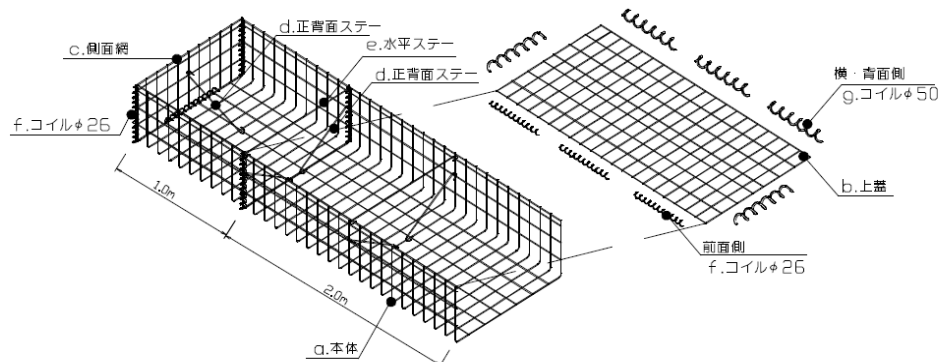 d.正背面ステー
c.側面網
e.水平ステー
d.正背面ステー
横・背面側
g.コイルφ50
f.コイルφ26
b.上蓋
1.0m
前面側
f.コイルφ26
2.0m
a.本体